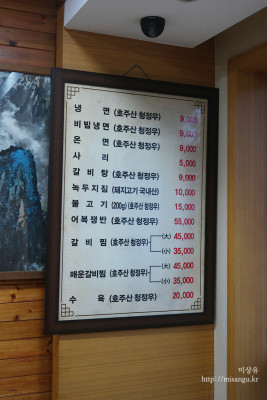 냉 면 (호주산 청정우) 9,000
비빔냉면 (호주산 청정우) 9,000
온 면 (호주산 청정우) 9,000
사 리 5,000
갈 비 탕 (호주산 청정우) 9,000
녹두지짐 (돼지고기 국내산) 10,000
불 고 기 (200g) (호주산 청정우) 15,000
어복쟁반 (호주산 청정우) 55,000
갈 비 찜 (호주산 청정우) (大) 45,000
(小) 35,000
매운갈비찜 (호주산 청정우) (大) 45,000
(小) 35,000
수 육 (호주산 청정우) 20,000
미상유
http://misangu.kr